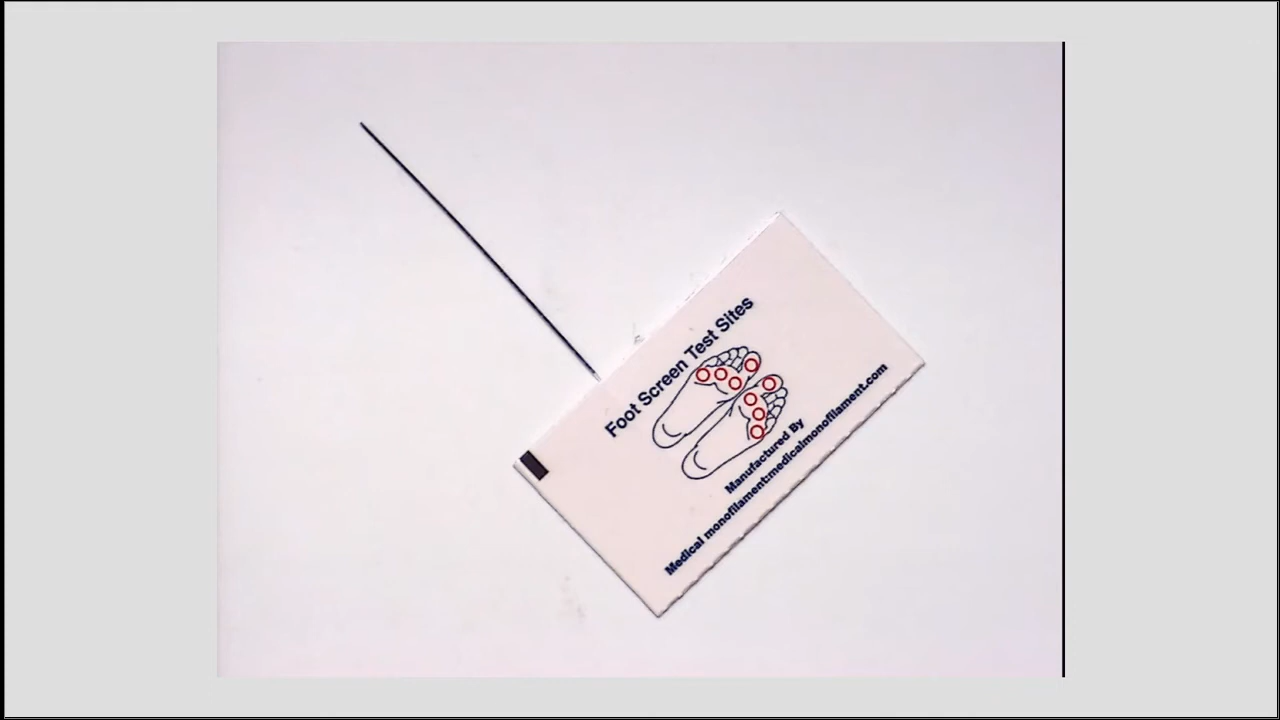 Foot Screen Test Sites
Manufactured By
Medical monofilament:medicalmonofilament.com